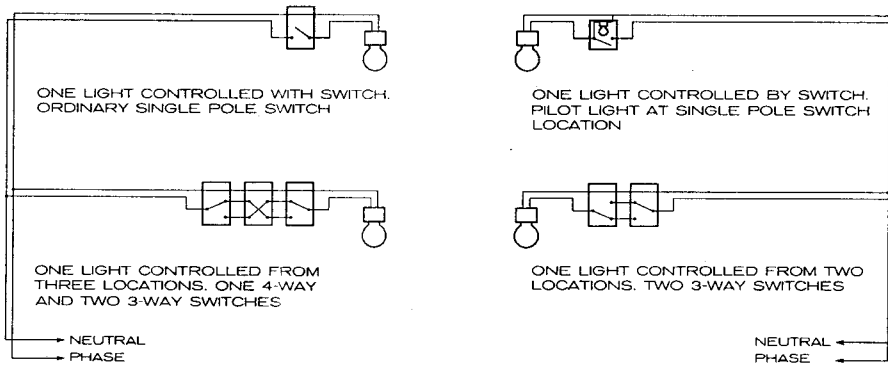 ONE LIGHT CONTROLLED WITH SWITCH.
ORDINARY SINGLE POLE SWITCH
ONE LIGHT CONTROLLED BY SWITCH.
PILOT LIGHT AT SINGLE POLE SWITCH
LOCATION
ONE LIGHT CONTROLLED FROM
THREE LOCATIONS. ONE 4-WAY
AND TWO 3-WAY SWITCHES
ONE LIGHT CONTROLLED FROM TWO
LOCATIONS. TWO 3-WAY SWITCHES
NEUTRAL
PHASE
NEUTRAL
PHASE